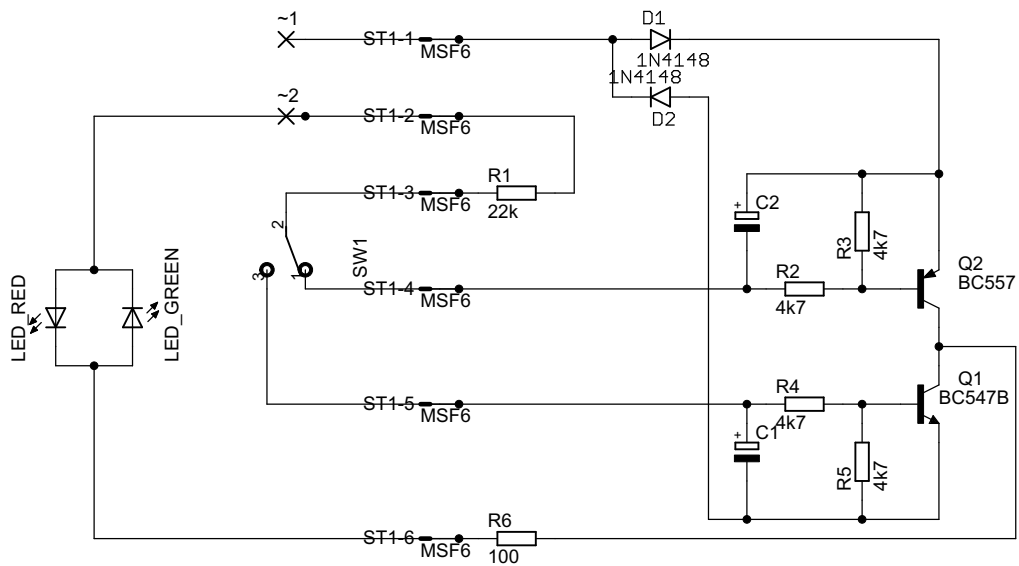 ~1
ST1-1
MSF6
D1
1N4148
1N4148
D2
~2
ST1-2
MSF6
ST1-3
MSF6
R1
22k
2
3
1
SW1
ST1-4
MSF6
+
C2
R3
4k7
R2
4k7
Q2
BC557
LED_RED
LED_GREEN
ST1-5
MSF6
R4
4k7
+
C1
R5
4k7
Q1
BC547B
ST1-6
MSF6
R6
100